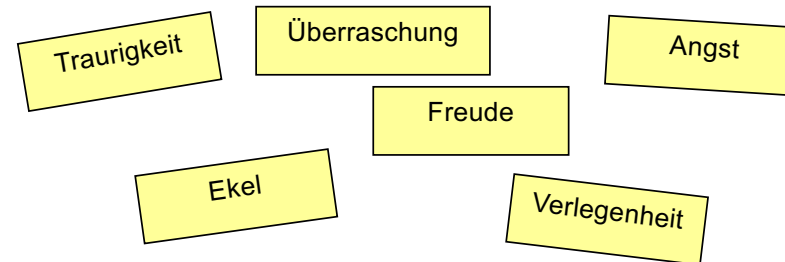 Traurigkeit
Überraschung
Angst
Freude
Ekel
Verlegenheit